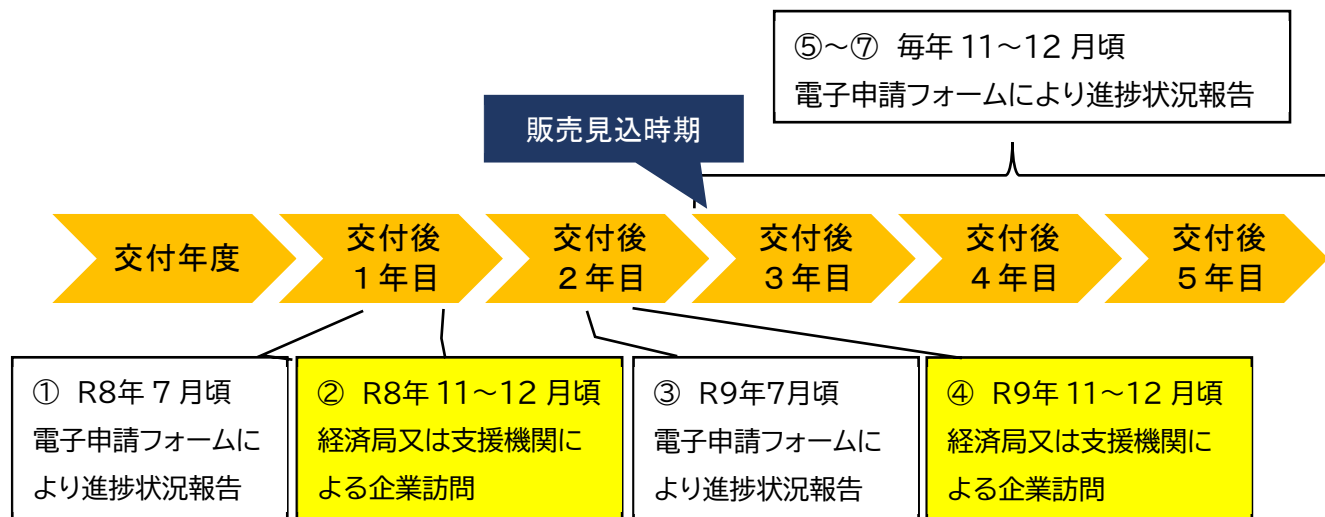 ⑤～⑦　毎年 11～12 月頃
電子申請フォームにより進捗状況報告
販売見込時期
交付年度
交付後
１年目
交付後
２年目
交付後
３年目
交付後
４年目
交付後
５年目
①　R8年 7 月頃
電子申請フォームに
より進捗状況報告
②　R8年 11～12 月頃
経済局又は支援機関に
よる企業訪問
③　R9年7月頃
電子申請フォームに
より進捗状況報告
④　R9年 11～12 月頃
経済局又は支援機関に
よる企業訪問